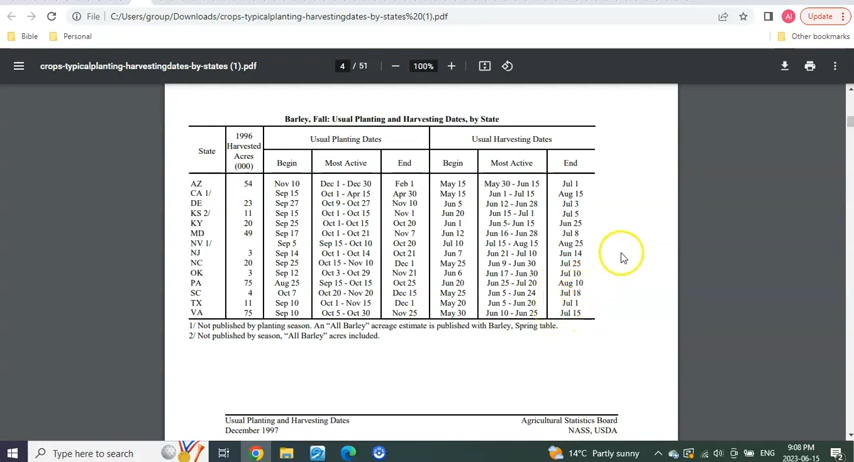 File | C:/Users/group/Downloads/crops-typicalplanting-harvestingdates-by-states%20(1).pdf AI Update
Bible Personal Other bookmarks
crops-typicalplanting-harvestingdates-by-states (1).pdf 4 / 51 100%
Barley, Fall: Usual Planting and Harvesting Dates, by State
State 1996 Harvested Acres (000) Usual Planting Dates Usual Harvesting Dates
Begin Most Active End Begin Most Active End
AZ 54 Nov 10 Dec 1 - Dec 30 Feb 1 May 15 May 30 - Jun 15 Jul 1
CA 1/ Sep 15 Oct 1 - Apr 15 Apr 30 May 15 Jun 1 - Jul 15 Aug 15
DE 23 Sep 27 Oct 9 - Oct 27 Nov 10 Jun 5 Jun 12 - Jun 28 Jul 3
KS 2/ 11 Sep 15 Oct 1 - Oct 15 Nov 1 Jun 20 Jun 15 - Jul 1 Jul 5
KY 20 Sep 25 Oct 1 - Oct 15 Oct 20 Jun 1 Jun 5- Jun 15 Jun 25
MD 49 Sep 17 Oct 1 - Oct 21 Nov 7 Jun 12 Jun 16 - Jun 28 Jul 8
NV 1/ Sep 5 Sep 15 - Oct 10 Oct 20 Jul 10 Jul 15 - Aug 15 Aug 25
NJ 3 Sep 14 Oct 1 - Oct 14 Oct 21 Jun 7 Jun 21 - Jul 10 Jun 14
NC 20 Sep 25 Oct 15 - Nov 10 Dec 1 May 25 Jun 9 - Jun 30 Jul 25
OK 3 Sep 12 Oct 3 - Oct 29 Nov 21 Jun 6 Jun 17 - Jun 30 Jul 10
PA 75 Aug 25 Sep 15 - Oct 15 Oct 25 Jun 20 Jun 25 - Jul 20 Aug 10
SC 4 Oct 7 Oct 20 - Nov 20 Dec 15 May 25 Jun 5 - Jun 24 Jul 18
TX 11 Sep 10 Oct 1 - Nov 15 Dec 1 May 20 Jun 5 - Jun 20 Jul 1
VA 75 Sep 10 Oct 5 - Oct 30 Nov 25 May 30 Jun 10 - Jun 25 Jul 15
1/ Not published by planting season. An "All Barley" acreage estimate is published with Barley, Spring table.
2/ Not published by season, "All Barley" acres included.
Usual Planting and Harvesting Dates Agricultural Statistics Board
December 1997 NASS, USDA
Type here to search 14°C Partly sunny ENG 9:08 PM
2023-06-15 2